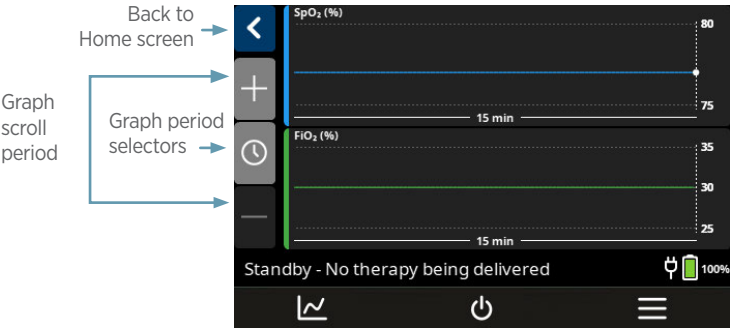 Back to
Home screen
Graph
scroll
period
Graph period
selectors
SpO₂ (%)
80
75
15 min
FiO₂ (%)
35
30
25
15 min
Standby - No therapy being delivered
100%